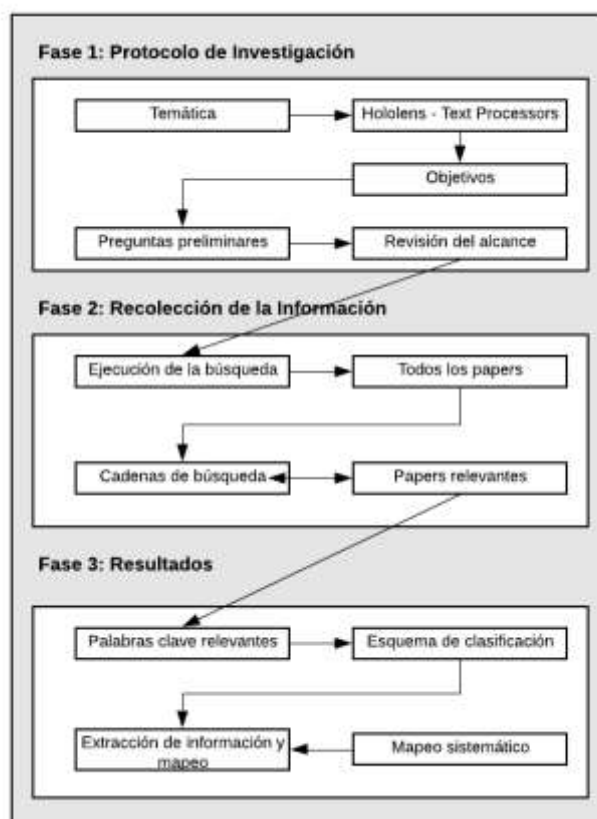 Fase 1: Protocolo de Investigación
Temática
Hololens - Text Processors
Objetivos
Preguntas preliminares
Revisión del alcance
Fase 2: Recolección de la Información
Ejecución de la búsqueda
Todos los papers
Cadenas de búsqueda
Papers relevantes
Fase 3: Resultados
Palabras clave relevantes
Esquema de clasificación
Extracción de información y
mapeo
Mapeo sistemático